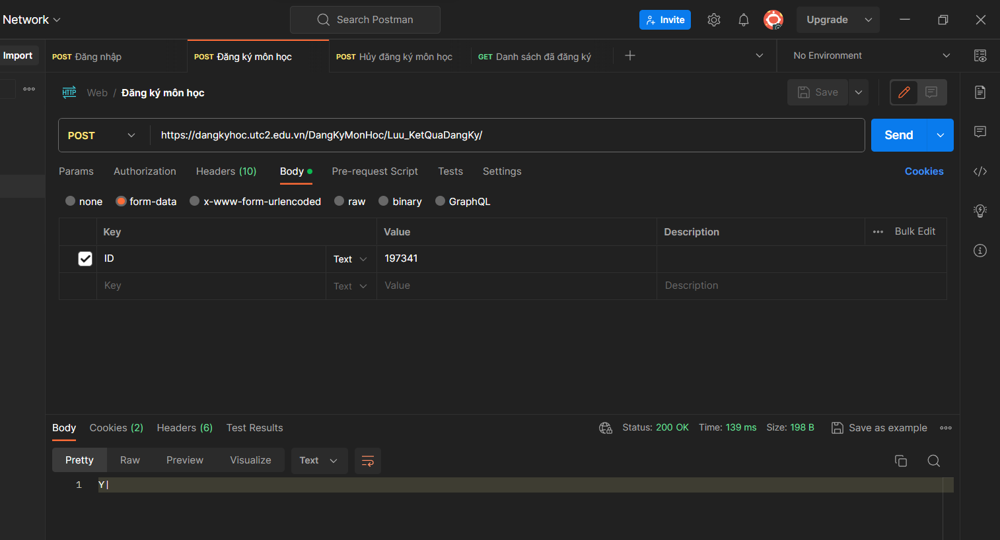 Network Search Postman Invite Upgrade
Import POST Đăng nhập POST Đăng ký môn học POST Hủy đăng ký môn học GET Danh sách đã đăng ký No Environment
HTTP Web / Đăng ký môn học Save
POST https://dangkyhoc.utc2.edu.vn/DangKyMonHoc/Luu_KetQuaDangKy/ Send
Params Authorization Headers (10) Body Pre-request Script Tests Settings Cookies
none form-data x-www-form-urlencoded raw binary GraphQL
Key Value Description Bulk Edit
ID Text 197341
Key Text Value Description
Body Cookies (2) Headers (6) Test Results Status: 200 OK Time: 139 ms Size: 198 B Save as example
Pretty Raw Preview Visualize Text
1 Y|